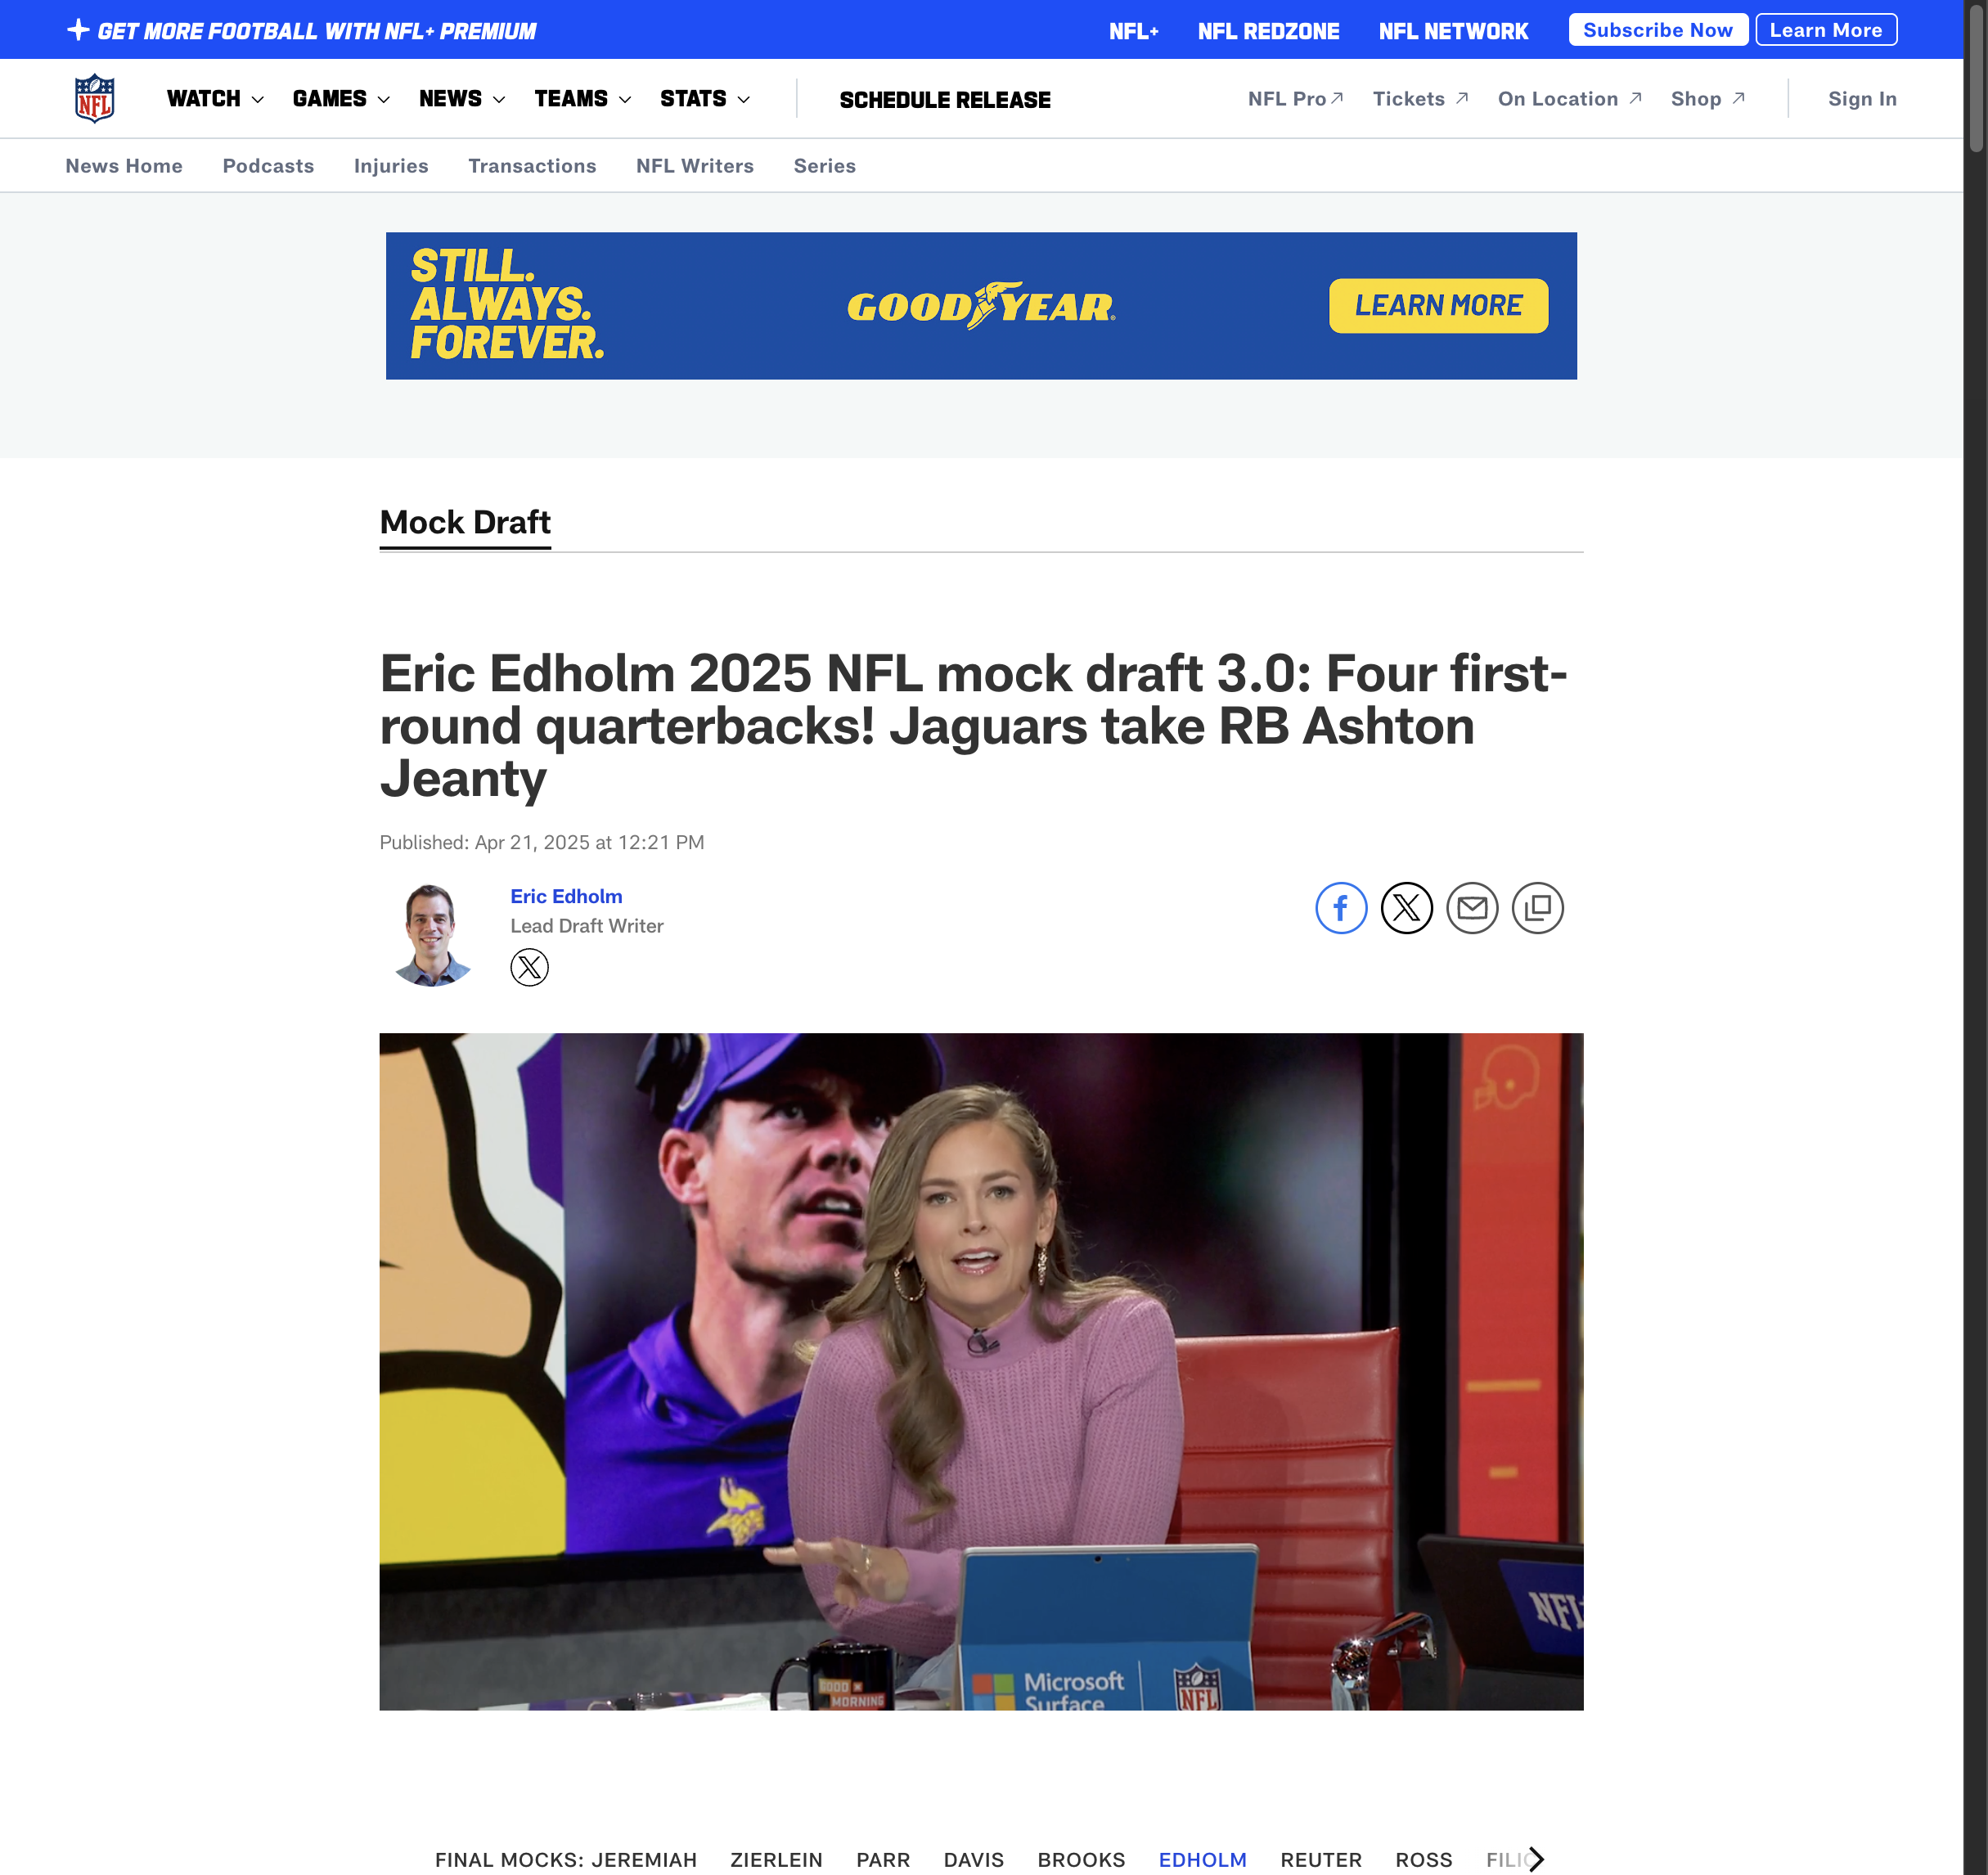 GET MORE FOOTBALL WITH NFL+ PREMIUM
NFL+ NFL REDZONE NFL NETWORK Subscribe Now Learn More
NFL WATCH GAMES NEWS TEAMS STATS SCHEDULE RELEASE NFL Pro Tickets On Location Shop Sign In
News Home Podcasts Injuries Transactions NFL Writers Series
STILL.
ALWAYS.
FOREVER.
GOODYEAR
LEARN MORE
Mock Draft
Eric Edholm 2025 NFL mock draft 3.0: Four first-
round quarterbacks! Jaguars take RB Ashton
Jeanty
Published: Apr 21, 2025 at 12:21 PM
Eric Edholm
Lead Draft Writer
NFL
GOOD
MORNING
Microsoft
Surface
NFL
FINAL MOCKS: JEREMIAH ZIERLEIN PARR DAVIS BROOKS EDHOLM REUTER ROSS